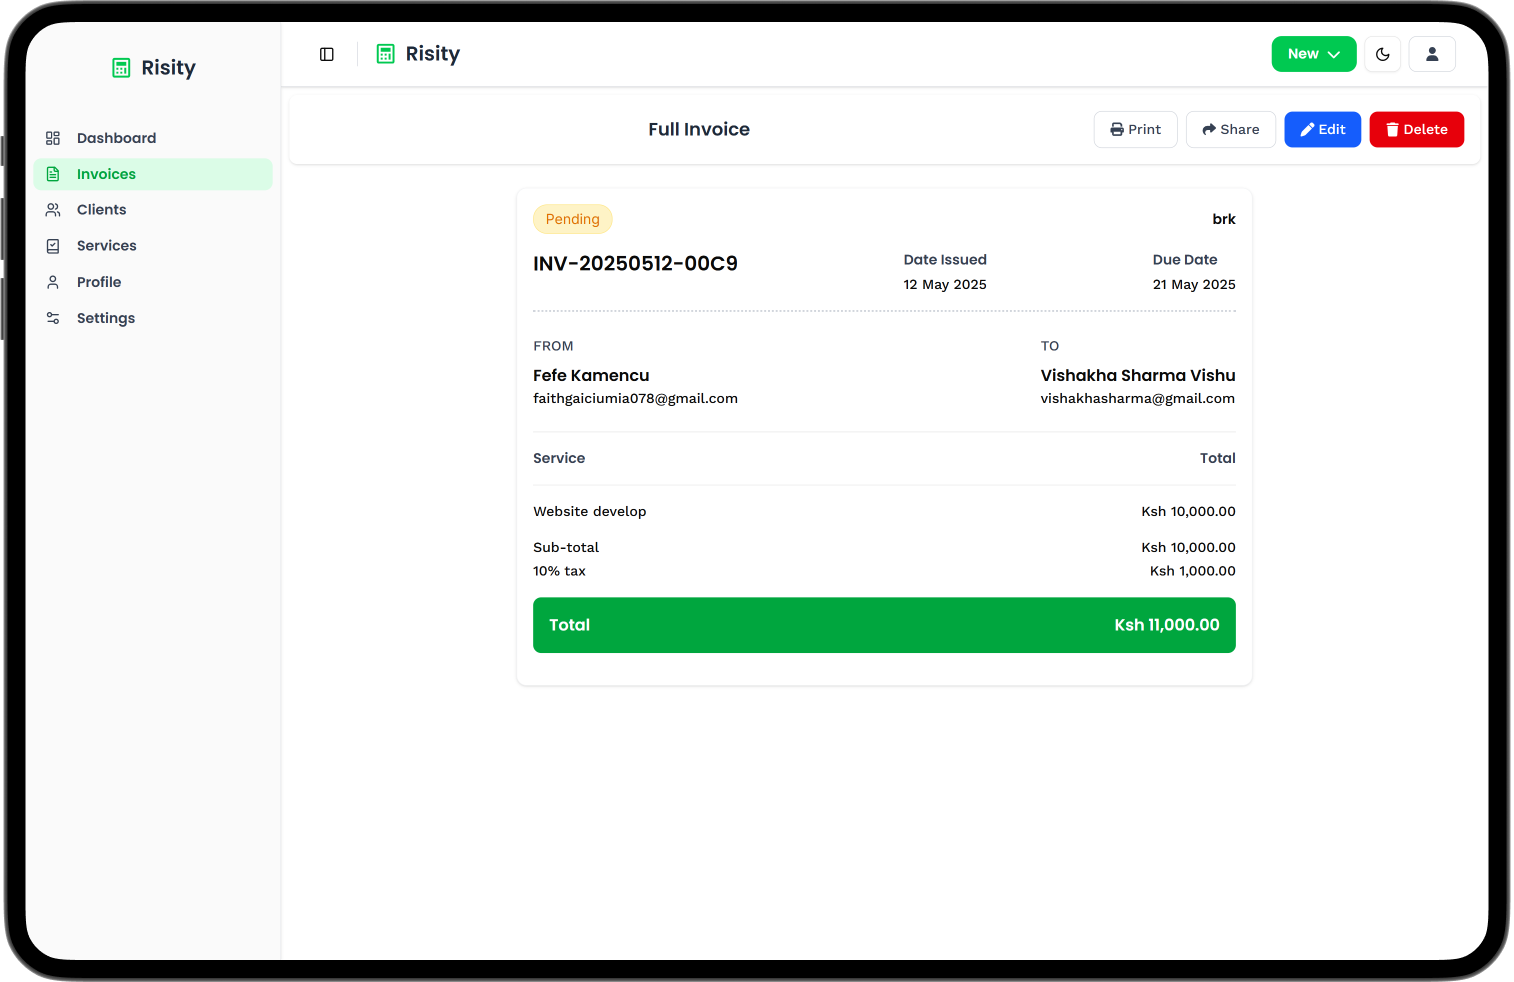 Risity
Dashboard
Invoices
Clients
Services
Profile
Settings
Risity
New
Full Invoice
Print
Share
Edit
Delete
Pending
brk
INV-20250512-00C9
Date Issued
12 May 2025
Due Date
21 May 2025
FROM
Fefe Kamencu
faithgaiciumia078@gmail.com
TO
Vishakha Sharma Vishu
vishakhasharma@gmail.com
Service Total
Website develop Ksh 10,000.00
Sub-total Ksh 10,000.00
10% tax Ksh 1,000.00
Total Ksh 11,000.00